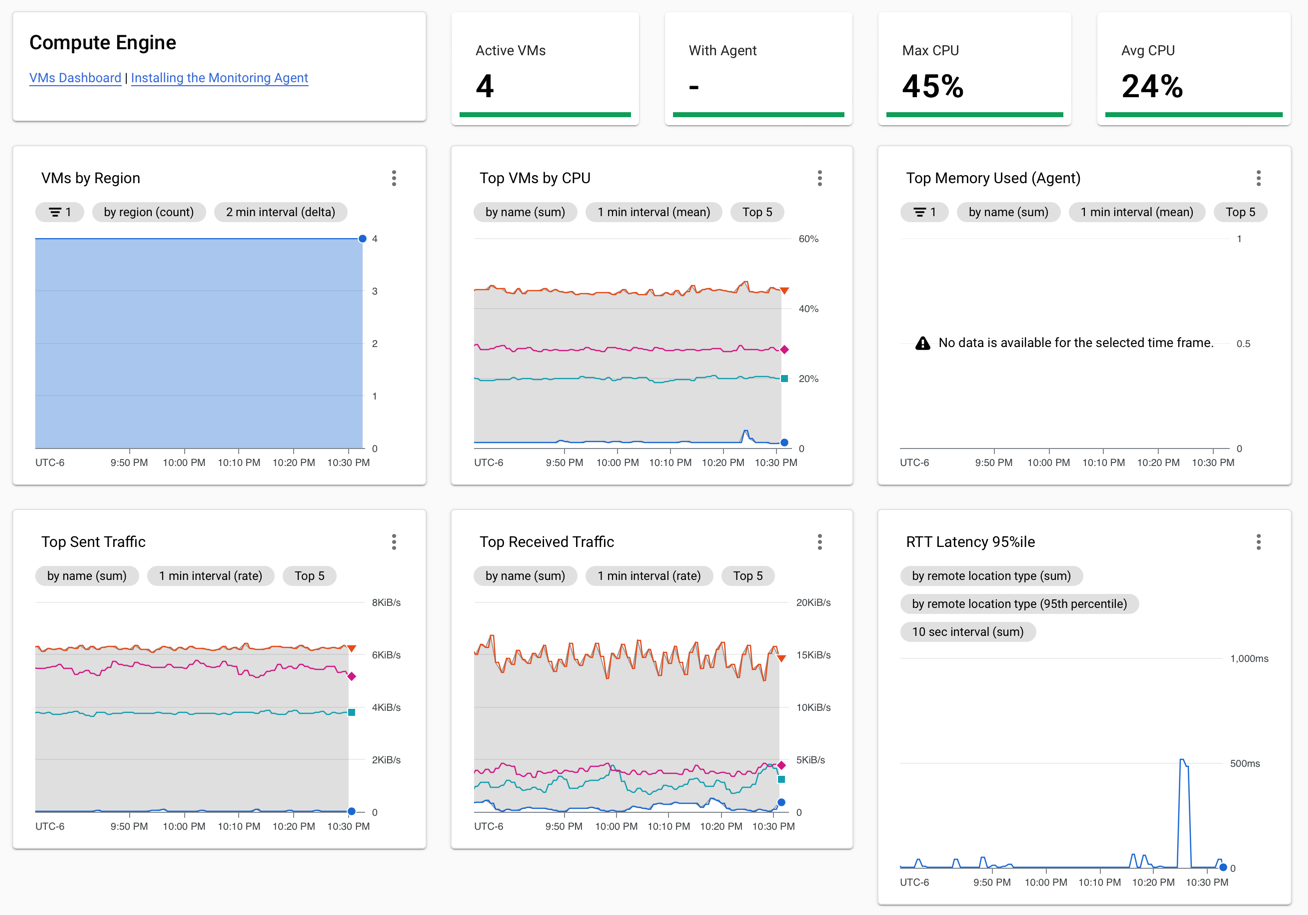 Compute Engine
VMs Dashboard | Installing the Monitoring Agent
Active VMs
4
With Agent
-
Max CPU
45%
Avg CPU
24%
VMs by Region
1
by region (count)
2 min interval (delta)
4
3
2
1
0
UTC-6
9:50 PM
10:00 PM
10:10 PM
10:20 PM
10:30 PM
Top VMs by CPU
by name (sum)
1 min interval (mean)
Top 5
60%
40%
20%
0
UTC-6
9:50 PM
10:00 PM
10:10 PM
10:20 PM
10:30 PM
Top Memory Used (Agent)
1
by name (sum)
1 min interval (mean)
Top 5
1
No data is available for the selected time frame.
0.5
0
UTC-6
9:50 PM
10:00 PM
10:10 PM
10:20 PM
10:30 PM
Top Sent Traffic
by name (sum)
1 min interval (rate)
Top 5
8KiB/s
6KiB/s
4KiB/s
2KiB/s
0
UTC-6
9:50 PM
10:00 PM
10:10 PM
10:20 PM
10:30 PM
Top Received Traffic
by name (sum)
1 min interval (rate)
Top 5
20KiB/s
15KiB/s
10KiB/s
5KiB/s
0
UTC-6
9:50 PM
10:00 PM
10:10 PM
10:20 PM
10:30 PM
RTT Latency 95%ile
by remote location type (sum)
by remote location type (95th percentile)
10 sec interval (sum)
1,000ms
500ms
0
UTC-6
9:50 PM
10:00 PM
10:10 PM
10:20 PM
10:30 PM